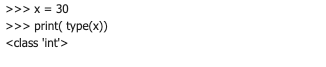 >>> x = 30
>>> print( type(x))
<class 'int'>